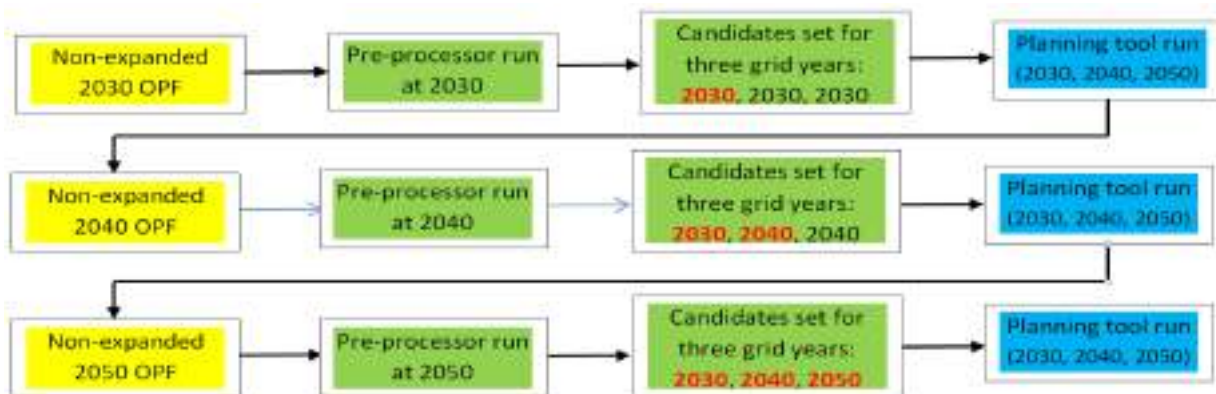 Non-expanded
2030 OPF
Pre-processor run
at 2030
Candidates set for
three grid years:
2030, 2030, 2030
Planning tool run
(2030, 2040, 2050)
Non-expanded
2040 OPF
Pre-processor run
at 2040
Candidates set for
three grid years:
2030, 2040, 2040
Planning tool run
(2030, 2040, 2050)
Non-expanded
2050 OPF
Pre-processor run
at 2050
Candidates set for
three grid years:
2030, 2040, 2050
Planning tool run
(2030, 2040, 2050)